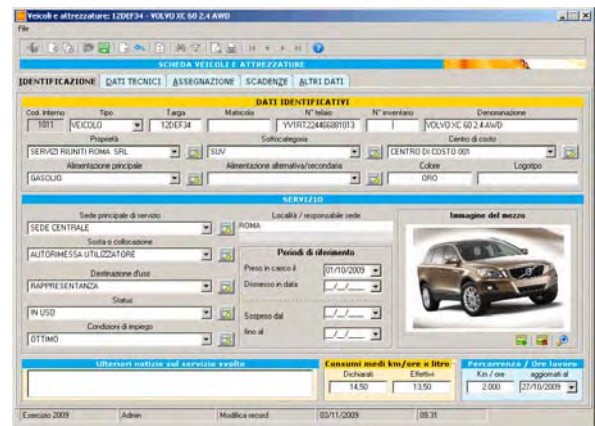 Veicoli e attrezzature: 12DEF34 - VOLVO XC 60 2.4 AWD
File
SCHEDA VEICOLI E ATTREZZATURE
IDENTIFICAZIONE DATI TECNICI ASSEGNAZIONE SCADENZE ALTRI DATI
DATI IDENTIFICATIVI
Cod. Interno Tipo Targa Matricola N° telaio N° inventario Denominazione
1011 VEICOLO 12DEF34 YV1RT224466881013 VOLVO XC 60 2.4 AWD
Proprietà Sottocategoria Centro di costo
SERVIZI RIUNITI ROMA SRL SUV CENTRO DI COSTO 001
Alimentazione principale Alimentazione alternativa/secondaria Colore Logotipo
GASOLIO ORO
SERVIZIO
Sede principale di servizio Località / responsabile sede Immagine del mezzo
SEDE CENTRALE ROMA
Sosta o collocazione
AUTORIMESSA UTILIZZATORE Periodi di riferimento
Destinazione d'uso Preso in carico il 01/10/2009
RAPPRESENTANZA Dismesso in data _/_/__
Status
IN USO Sospeso dal _/_/__
Condizioni di impiego fino al _/_/__
OTTIMO
Ulteriori notizie sul servizio svolto Consumi medi km/ore x litro Percorrenza / Ore lavoro
Dichiarati Effettivi Km / ore aggiornati al
14,50 13,50 2.000 27/10/2009
Esercizio 2009 Admin Modifica record 03/11/2009 09.31